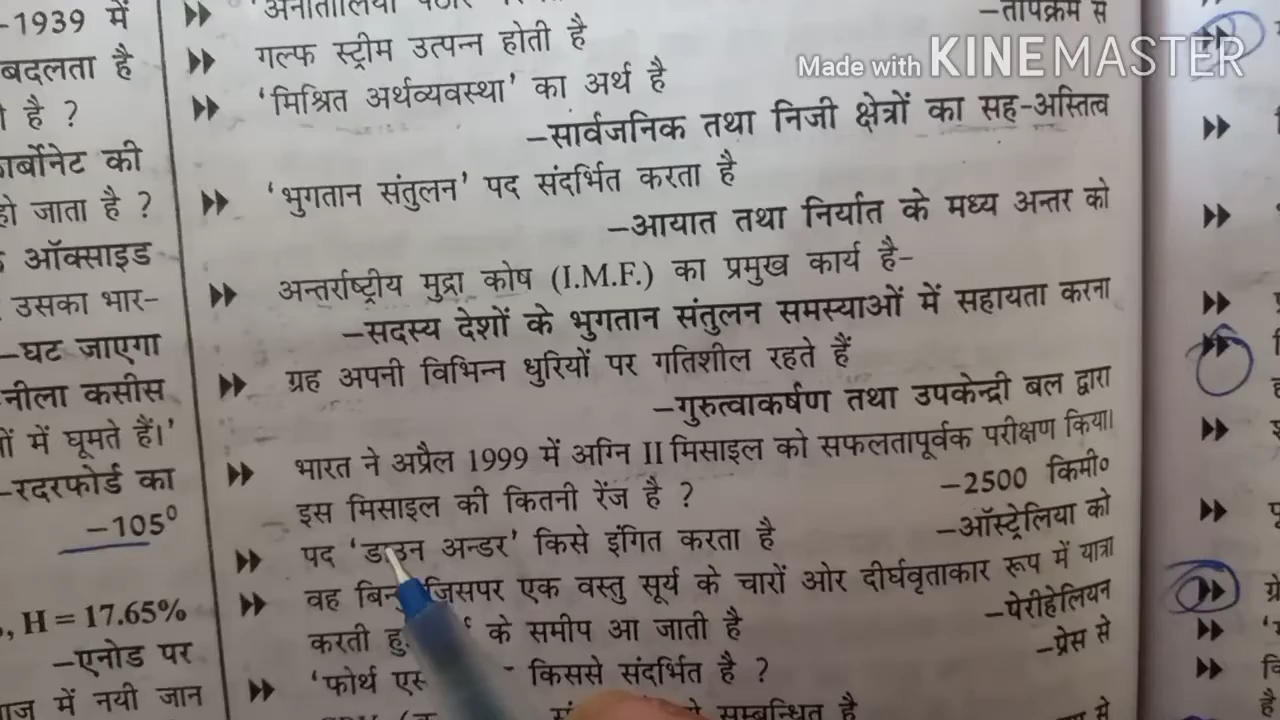 -1939 में
बदलता है
है ?
कार्बोनेट की
हो जाता है ?
ऑक्साइड
उसका भार-
–घट जाएगा
नीला कसीस
में घूमते हैं।'
–रदरफोर्ड का
–105⁰
, H = 17.65%
–एनोड पर
में नयी जान
–तापक्रम से
गल्फ स्ट्रीम उत्पन्न होती है
'मिश्रित अर्थव्यवस्था' का अर्थ है
–सार्वजनिक तथा निजी क्षेत्रों का सह-अस्तित्व
'भुगतान संतुलन' पद संदर्भित करता है
–आयात तथा निर्यात के मध्य अन्तर को
अन्तर्राष्ट्रीय मुद्रा कोष (I.M.F.) का प्रमुख कार्य है–
–सदस्य देशों के भुगतान संतुलन समस्याओं में सहायता करना
ग्रह अपनी विभिन्न धुरियों पर गतिशील रहते हैं
–गुरुत्वाकर्षण तथा उपकेन्द्री बल द्वारा
भारत ने अप्रैल 1999 में अग्नि II मिसाइल को सफलतापूर्वक परीक्षण किया।
इस मिसाइल की कितनी रेंज है ? –2500 किमी०
पद 'डाउन अन्डर' किसे इंगित करता है –ऑस्ट्रेलिया को
वह जिसपर एक वस्तु सूर्य के चारों ओर दीर्घवृताकार रूप में यात्रा
करती के समीप आ जाती है –पेरीहेलियन
'फोर्थ किससे संदर्भित है ? –प्रेस से
सम्बन्धित है
Made with KINEMASTER